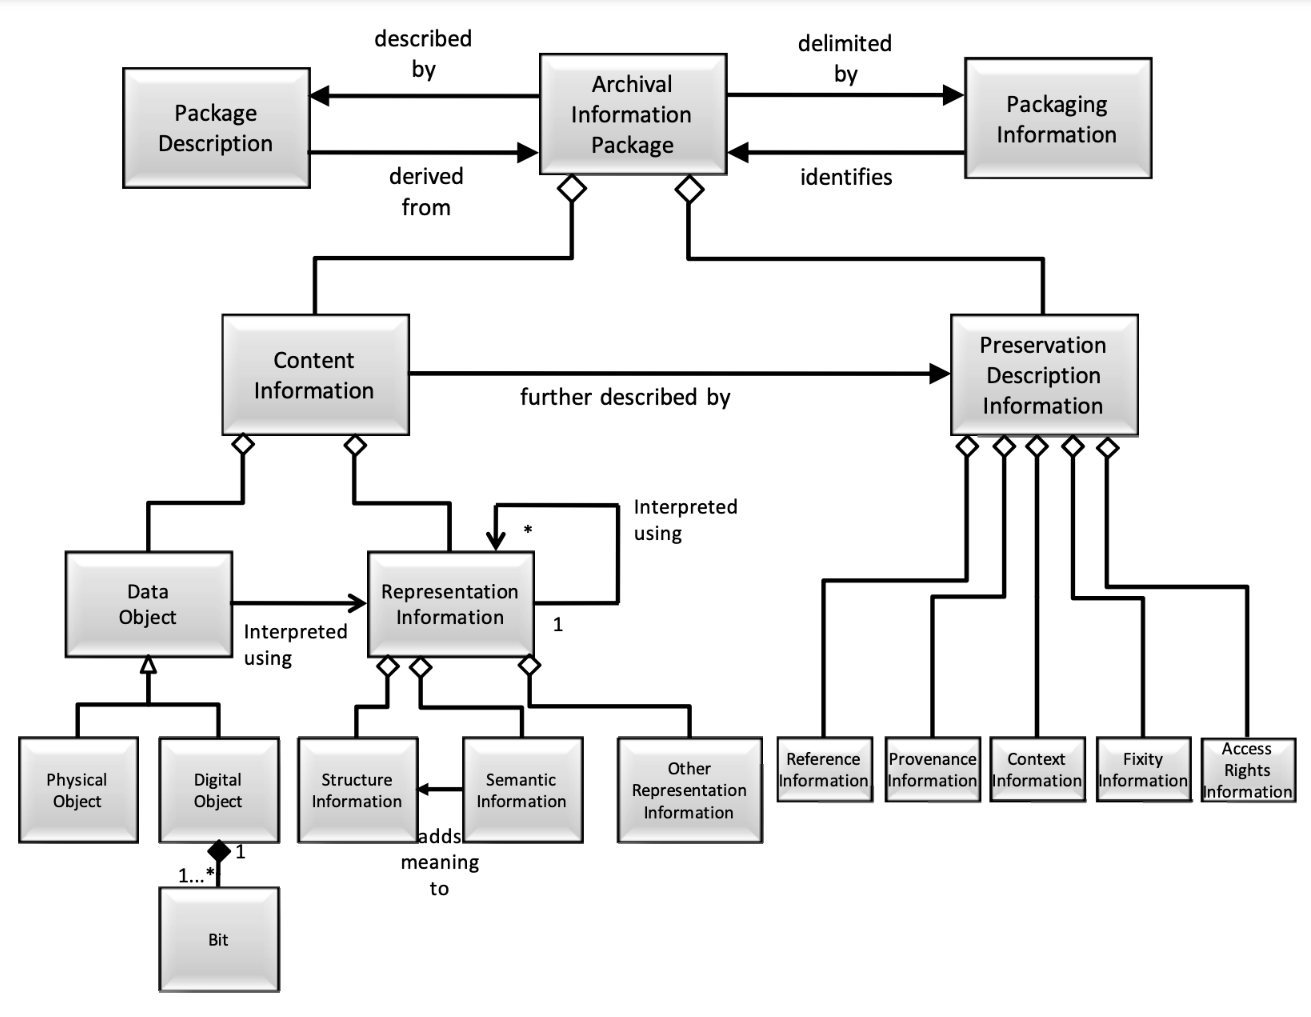 described
by
delimited
by
Package
Description
Archival
Information
Package
Packaging
Information
derived
from
identifies
Content
Information
further described by
Preservation
Description
Information
Interpreted
using
*
Data
Object
Representation
Information
Interpreted
using
1
Physical
Object
Digital
Object
Structure
Information
Semantic
Information
Other
Representation
Information
Reference
Information
Provenance
Information
Context
Information
Fixity
Information
Access
Rights
Information
adds
meaning
to
1
1...*
Bit